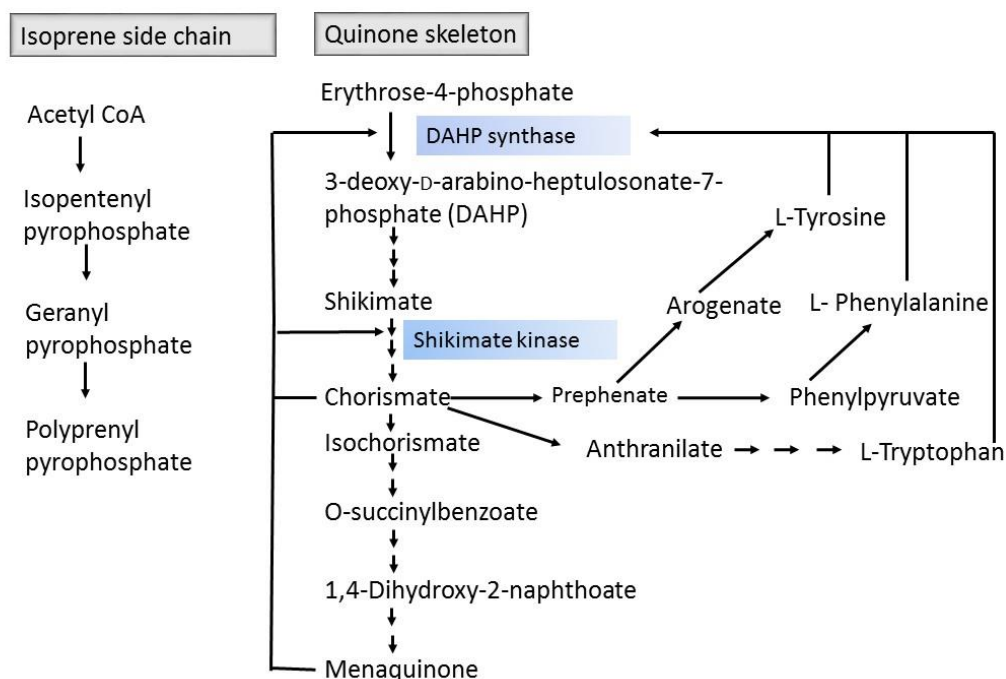 Isoprene side chain
Quinone skeleton
Acetyl CoA
Isopentenyl
pyrophosphate
Geranyl
pyrophosphate
Polyprenyl
pyrophosphate
Erythrose-4-phosphate
DAHP synthase
3-deoxy-D-arabino-heptulosonate-7-
phosphate (DAHP)
Shikimate
Shikimate kinase
Chorismate
Isochorismate
O-succinylbenzoate
1,4-Dihydroxy-2-naphthoate
Menaquinone
Prephenate
Arogenate
L-Tyrosine
Phenylpyruvate
L- Phenylalanine
Anthranilate
L-Tryptophan